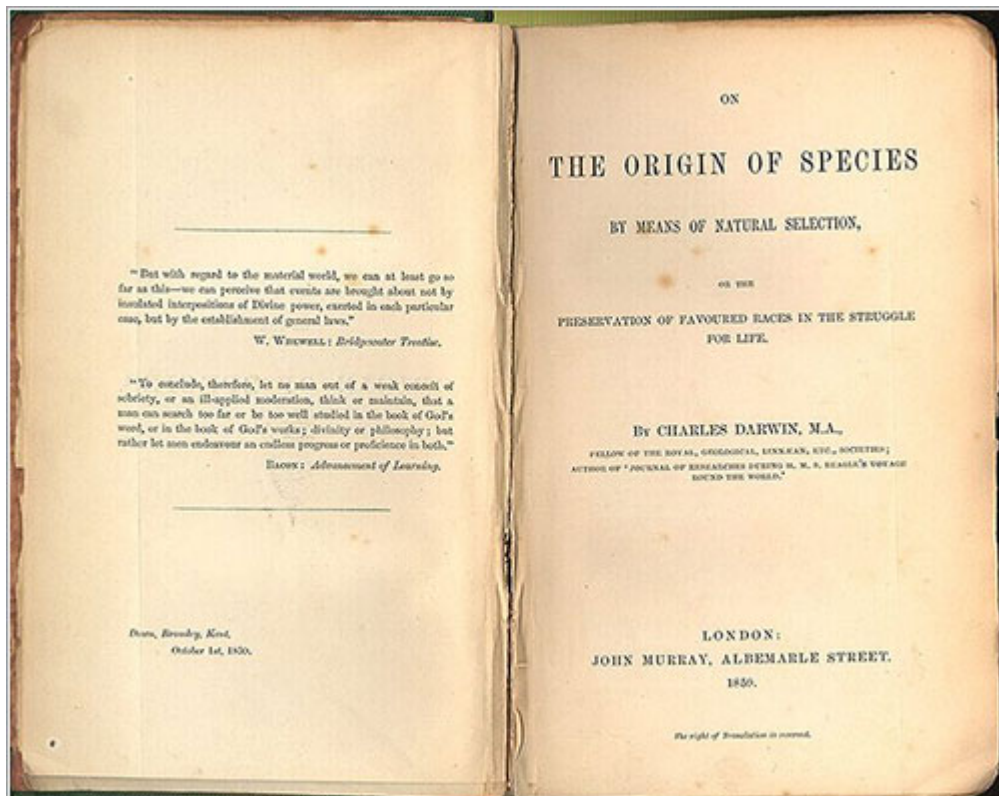 "But with regard to the material world, we can at least go so
far as this—we can perceive that events are brought about not by
insulated interpositions of Divine power, exerted in each particular
case, but by the establishment of general laws."
W. WHEWELL: Bridgewater Treatise.
"To conclude, therefore, let no man out of a weak conceit of
sobriety, or an ill-applied moderation, think or maintain, that a
man can search too far or be too well studied in the book of God's
word, or in the book of God's works; divinity or philosophy; but
rather let men endeavour an endless progress or proficience in both."
BACON: Advancement of Learning.
Down, Bromley, Kent,
October 1st, 1859.
ON
THE ORIGIN OF SPECIES
BY MEANS OF NATURAL SELECTION,
OR THE
PRESERVATION OF FAVOURED RACES IN THE STRUGGLE
FOR LIFE.
BY CHARLES DARWIN, M.A.,
FELLOW OF THE ROYAL, GEOLOGICAL, LINNÆAN, ETC., SOCIETIES;
AUTHOR OF 'JOURNAL OF RESEARCHES DURING H. M. S. BEAGLE'S VOYAGE
ROUND THE WORLD.'
LONDON:
JOHN MURRAY, ALBEMARLE STREET.
1859.
The right of Translation is reserved.